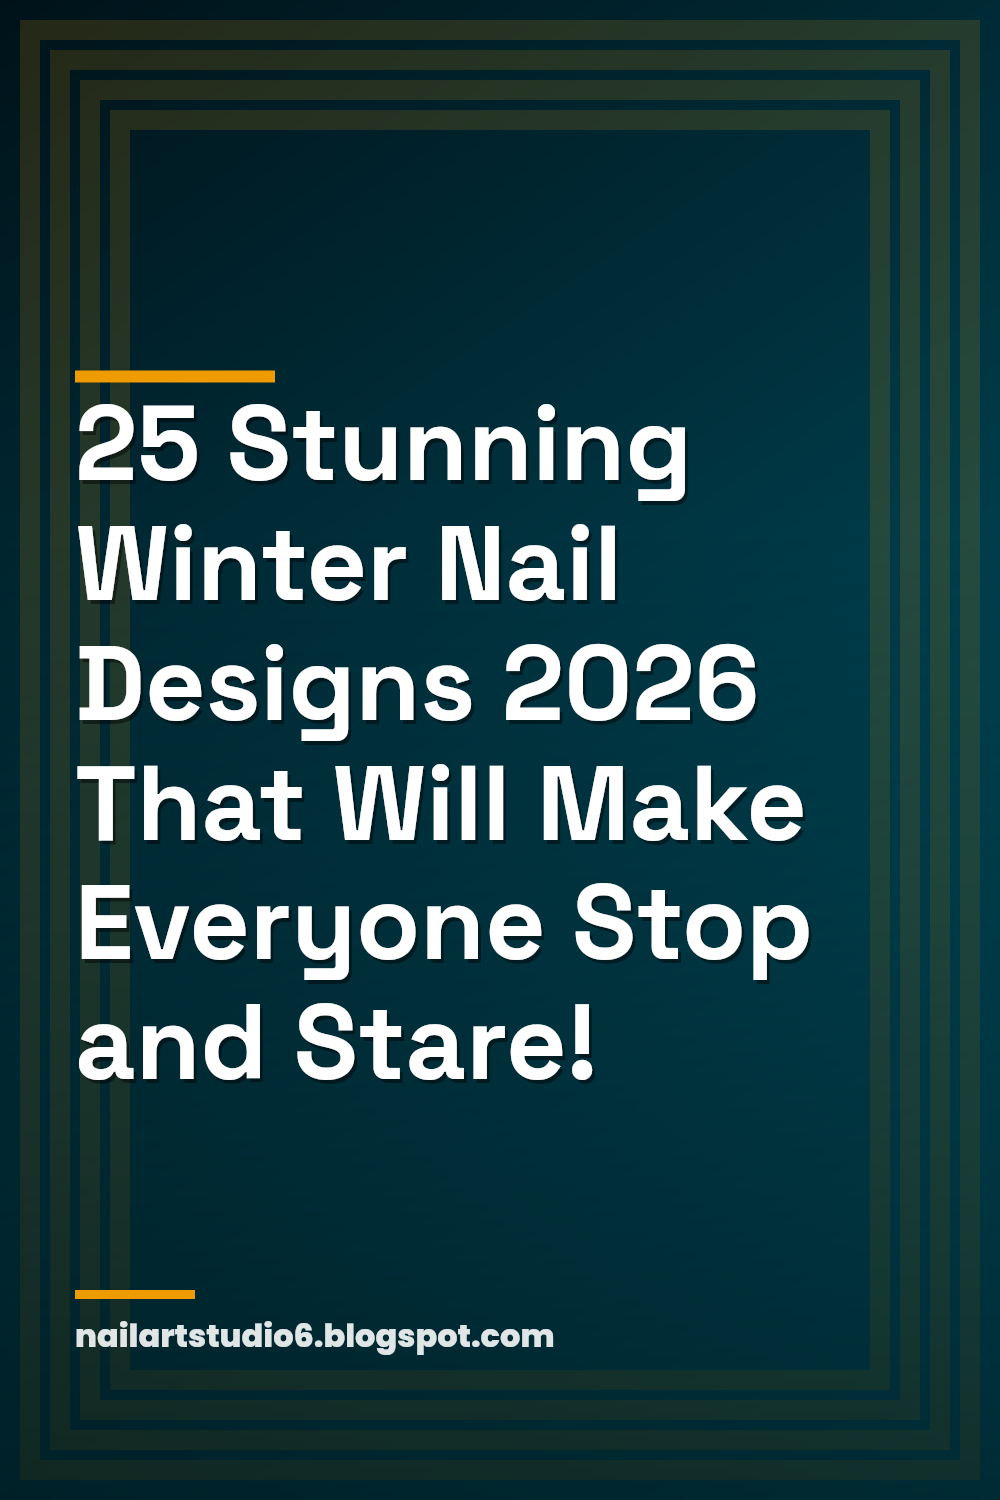 25 Stunning
Winter Nail
Designs 2026
That Will Make
Everyone Stop
and Stare!
nailartstudio6.blogspot.com